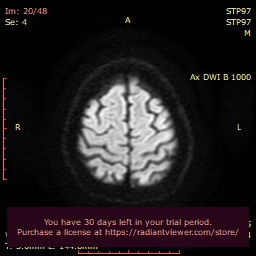 Im: 20/48
Se: 4
STP97
STP97
M
A
Ax DWI B 1000
R
L
You have 30 days left in your trial period.
Purchase a license at https://radiantviewer.com/store/